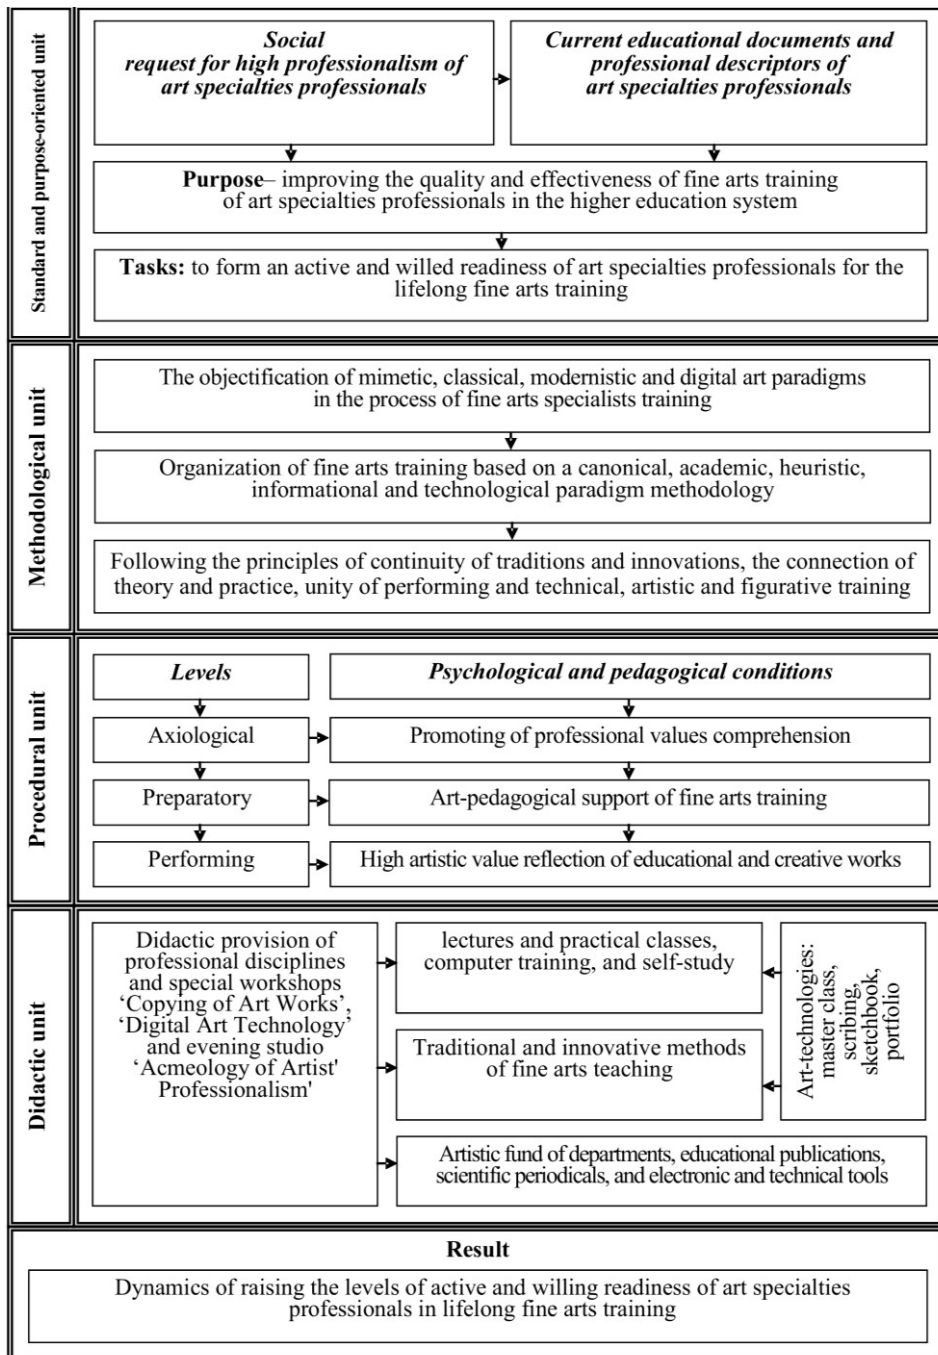 Standard and purpose-oriented unit
Social
request for high professionalism of
art specialties professionals
Current educational documents and
professional descriptors of
art specialties professionals
Purpose– improving the quality and effectiveness of fine arts training
of art specialties professionals in the higher education system
Tasks: to form an active and willed readiness of art specialties professionals for the
lifelong fine arts training
Methodological unit
The objectification of mimetic, classical, modernistic and digital art paradigms
in the process of fine arts specialists training
Organization of fine arts training based on a canonical, academic, heuristic,
informational and technological paradigm methodology
Following the principles of continuity of traditions and innovations, the connection of
theory and practice, unity of performing and technical, artistic and figurative training
Procedural unit
Levels
Psychological and pedagogical conditions
Axiological
Promoting of professional values comprehension
Preparatory
Art-pedagogical support of fine arts training
Performing
High artistic value reflection of educational and creative works
Didactic unit
Didactic provision of
professional disciplines
and special workshops
‘Copying of Art Works’,
‘Digital Art Technology’
and evening studio
‘Acmeology of Artist'
Professionalism'
lectures and practical classes,
computer training, and self-study
Traditional and innovative methods
of fine arts teaching
Art-technologies:
master class,
scribing,
sketchbook,
portfolio
Artistic fund of departments, educational publications,
scientific periodicals, and electronic and technical tools
Result
Dynamics of raising the levels of active and willing readiness of art specialties
professionals in lifelong fine arts training